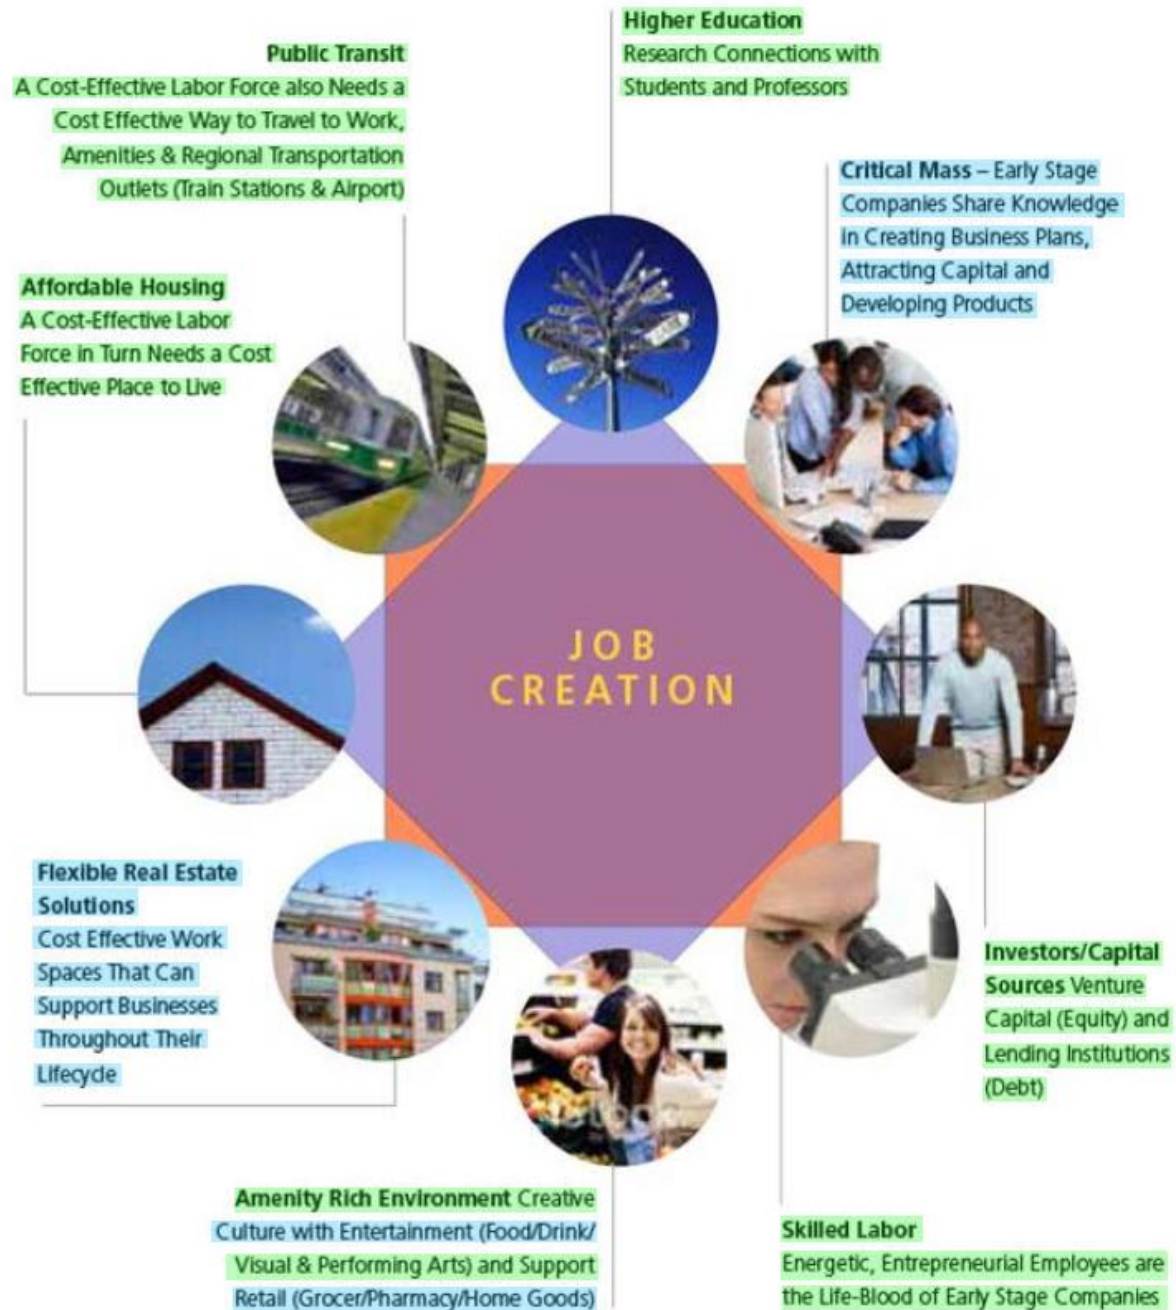 Higher Education
Research Connections with
Students and Professors
Public Transit
A Cost-Effective Labor Force also Needs a
Cost Effective Way to Travel to Work,
Amenities & Regional Transportation
Outlets (Train Stations & Airport)
Critical Mass – Early Stage
Companies Share Knowledge
in Creating Business Plans,
Attracting Capital and
Developing Products
Affordable Housing
A Cost-Effective Labor
Force in Turn Needs a Cost
Effective Place to Live
JOB
CREATION
Flexible Real Estate
Solutions
Cost Effective Work
Spaces That Can
Support Businesses
Throughout Their
Lifecycle
Investors/Capital
Sources Venture
Capital (Equity) and
Lending Institutions
(Debt)
Amenity Rich Environment Creative
Culture with Entertainment (Food/Drink/
Visual & Performing Arts) and Support
Retail (Grocer/Pharmacy/Home Goods)
Skilled Labor
Energetic, Entrepreneurial Employees are
the Life-Blood of Early Stage Companies